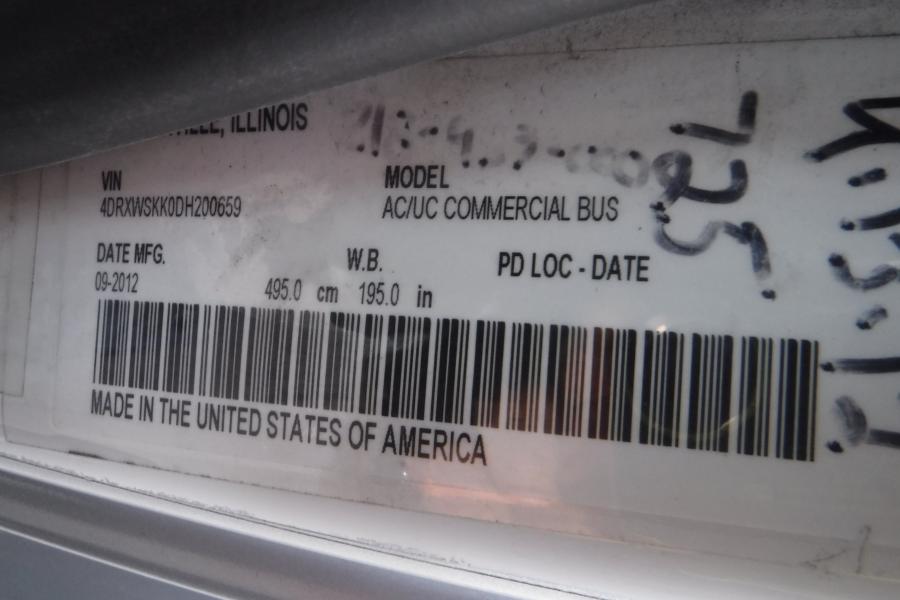 ILLINOIS
VIN
4DRXWSKK0DH200659
MODEL
AC/UC COMMERCIAL BUS
DATE MFG.
09-2012
W.B.
495.0 cm 195.0 in
PD LOC - DATE
MADE IN THE UNITED STATES OF AMERICA